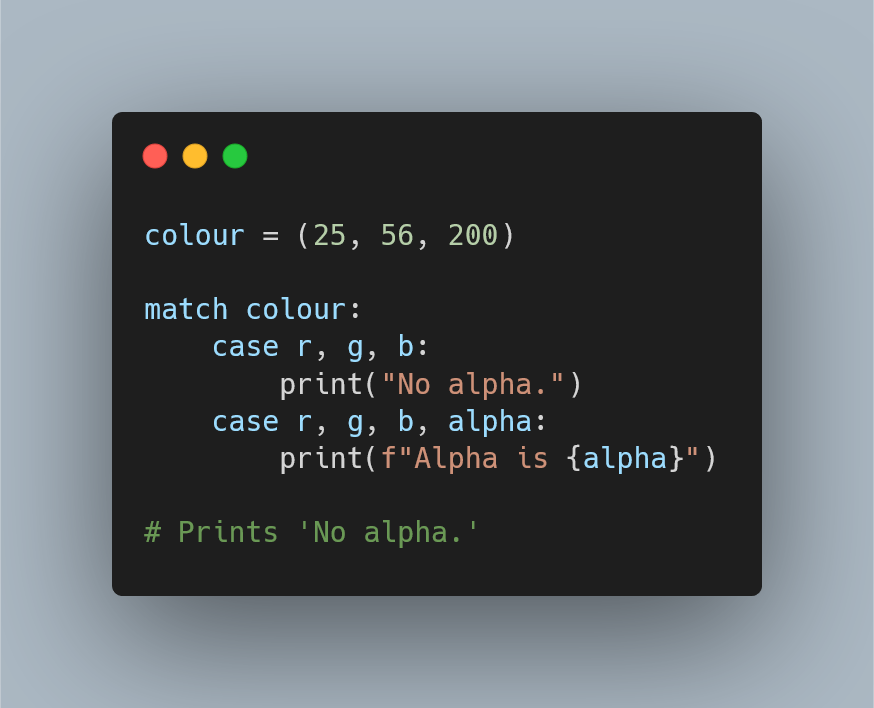 colour = (25, 56, 200)
match colour:
    case r, g, b:
        print("No alpha.")
    case r, g, b, alpha:
        print(f"Alpha is {alpha}")
# Prints 'No alpha.'